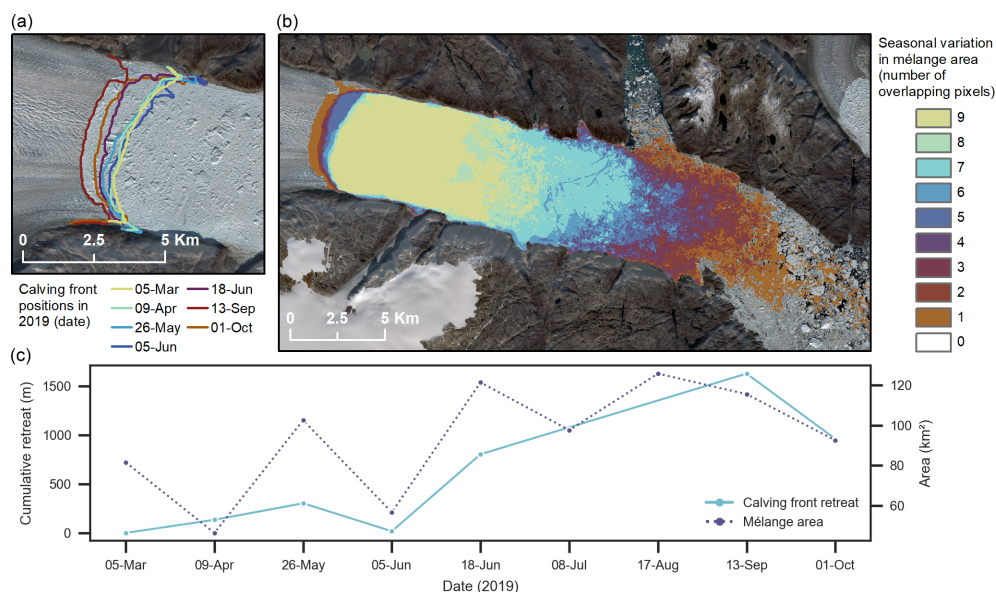 (a)
0 2.5 5 Km
Calving front
positions in
2019 (date)
05-Mar
09-Apr
26-May
05-Jun
18-Jun
13-Sep
01-Oct
(b)
0 2.5 5 Km
Seasonal variation
in mélange area
(number of
overlapping pixels)
9
8
7
6
5
4
3
2
1
0
(c)
Cumulative retreat (m)
1500
1000
500
0
Area (km²)
120
100
80
60
Calving front retreat
Mélange area
05-Mar 09-Apr 26-May 05-Jun 18-Jun 08-Jul 17-Aug 13-Sep 01-Oct
Date (2019)